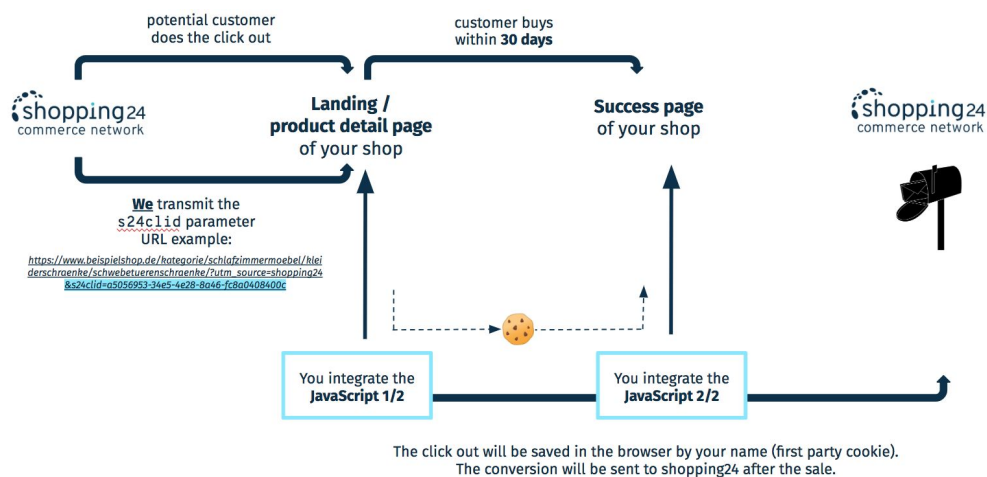 potential customer
does the click out
customer buys
within 30 days
shopping24
commerce network
Landing /
product detail page
of your shop
Success page
of your shop
shopping24
commerce network
We transmit the
s24clid parameter
URL example:
https://www.beispielshop.de/kategorie/schlafzimmermoebel/klei
derschraenke/schwebetuerenschraenke/?utm_source=shopping24
&s24clid=a5056953-34e5-4e28-8a46-fc8a0408400c
You integrate the
JavaScript 1/2
You integrate the
JavaScript 2/2
The click out will be saved in the browser by your name (first party cookie).
The conversion will be sent to shopping24 after the sale.